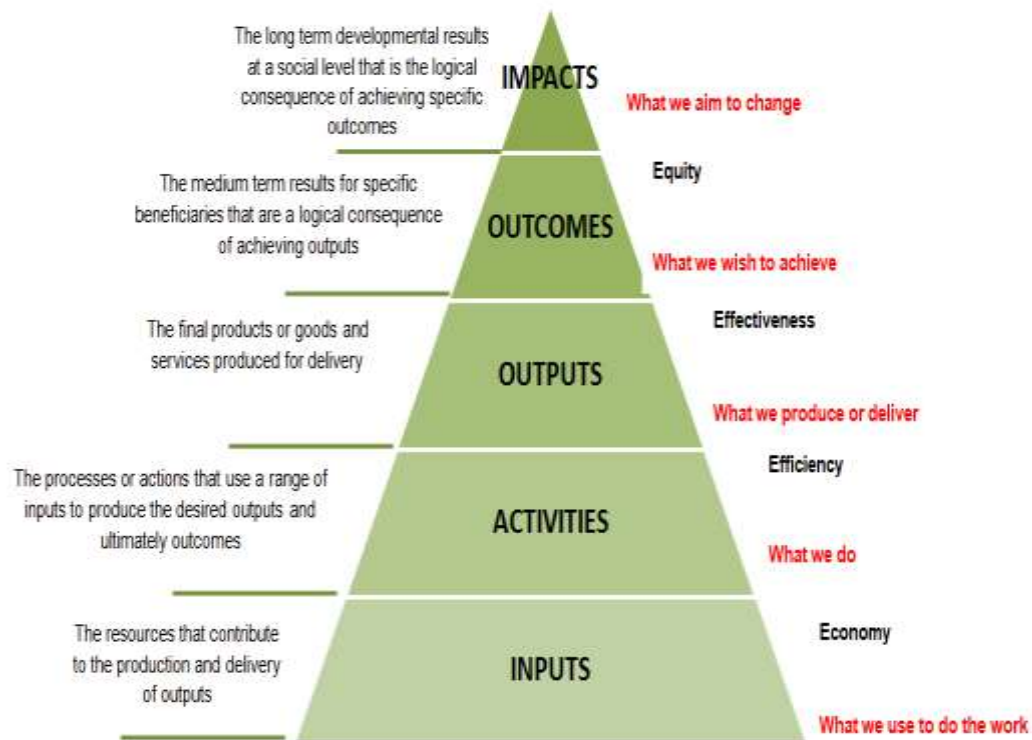 The long term developmental results
at a social level that is the logical
consequence of achieving specific
outcomes
IMPACTS
What we aim to change
The medium term results for specific
beneficiaries that are a logical consequence
of achieving outputs
OUTCOMES
Equity
What we wish to achieve
The final products or goods and
services produced for delivery
OUTPUTS
Effectiveness
What we produce or deliver
The processes or actions that use a range of
inputs to produce the desired outputs and
ultimately outcomes
ACTIVITIES
Efficiency
What we do
The resources that contribute
to the production and delivery
of outputs
INPUTS
Economy
What we use to do the work